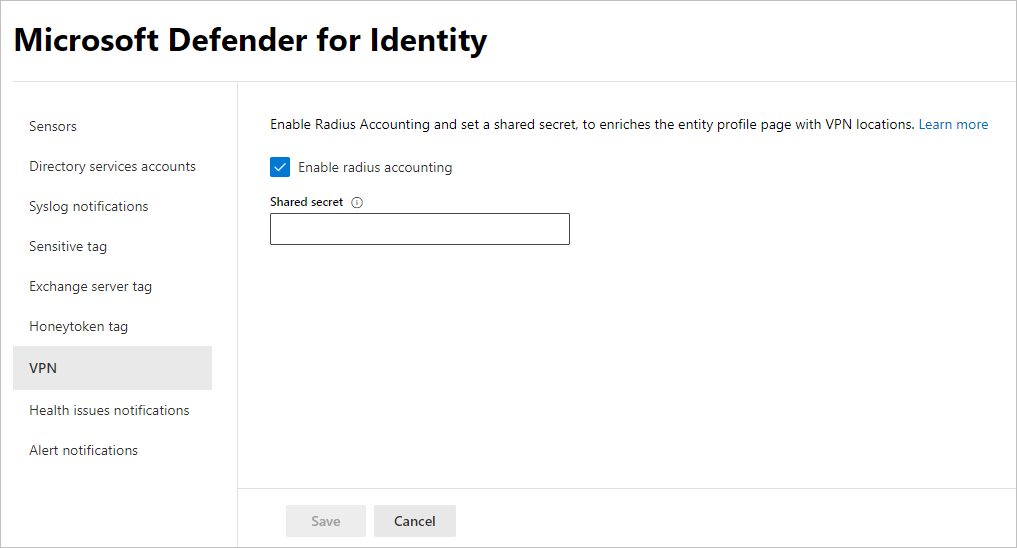 Microsoft Defender for Identity
Sensors
Directory services accounts
Syslog notifications
Sensitive tag
Exchange server tag
Honeytoken tag
VPN
Health issues notifications
Alert notifications
Enable Radius Accounting and set a shared secret, to enriches the entity profile page with VPN locations. Learn more
Enable radius accounting
Shared secret
Save
Cancel